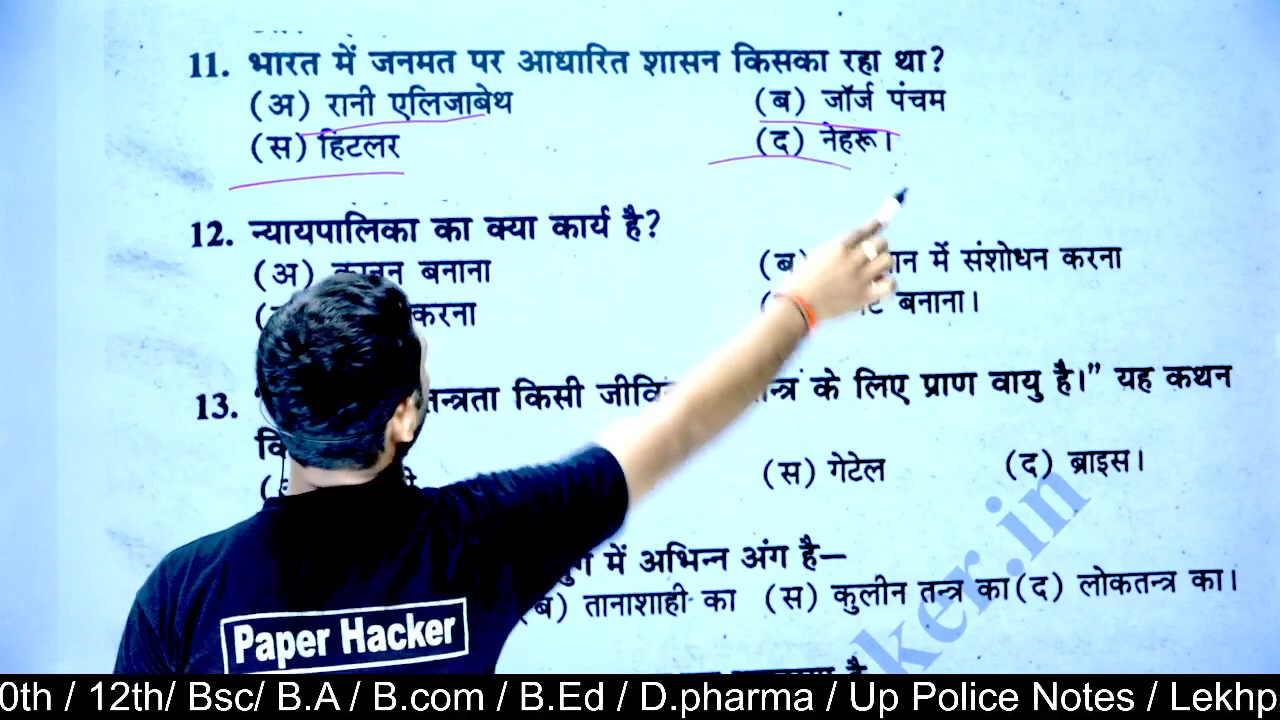 11. भारत में जनमत पर आधारित शासन किसका रहा था?
(अ) रानी एलिजाबेथ (ब) जॉर्ज पंचम
(स) हिटलर (द) नेहरू।
12. न्यायपालिका का क्या कार्य है?
(अ) बनाना (ब) में संशोधन करना
करना बनाना।
13. किसी के लिए प्राण वायु है।” यह कथन
(स) गेटेल (द) ब्राइस।
में अभिन्न अंग है–
(ब) तानाशाही का (स) कुलीन तन्त्र का (द) लोकतन्त्र का।
Paper Hacker
ker.in
0th / 12th/ Bsc/ B.A / B.com / B.Ed / D.pharma / Up Police Notes / Lekhp